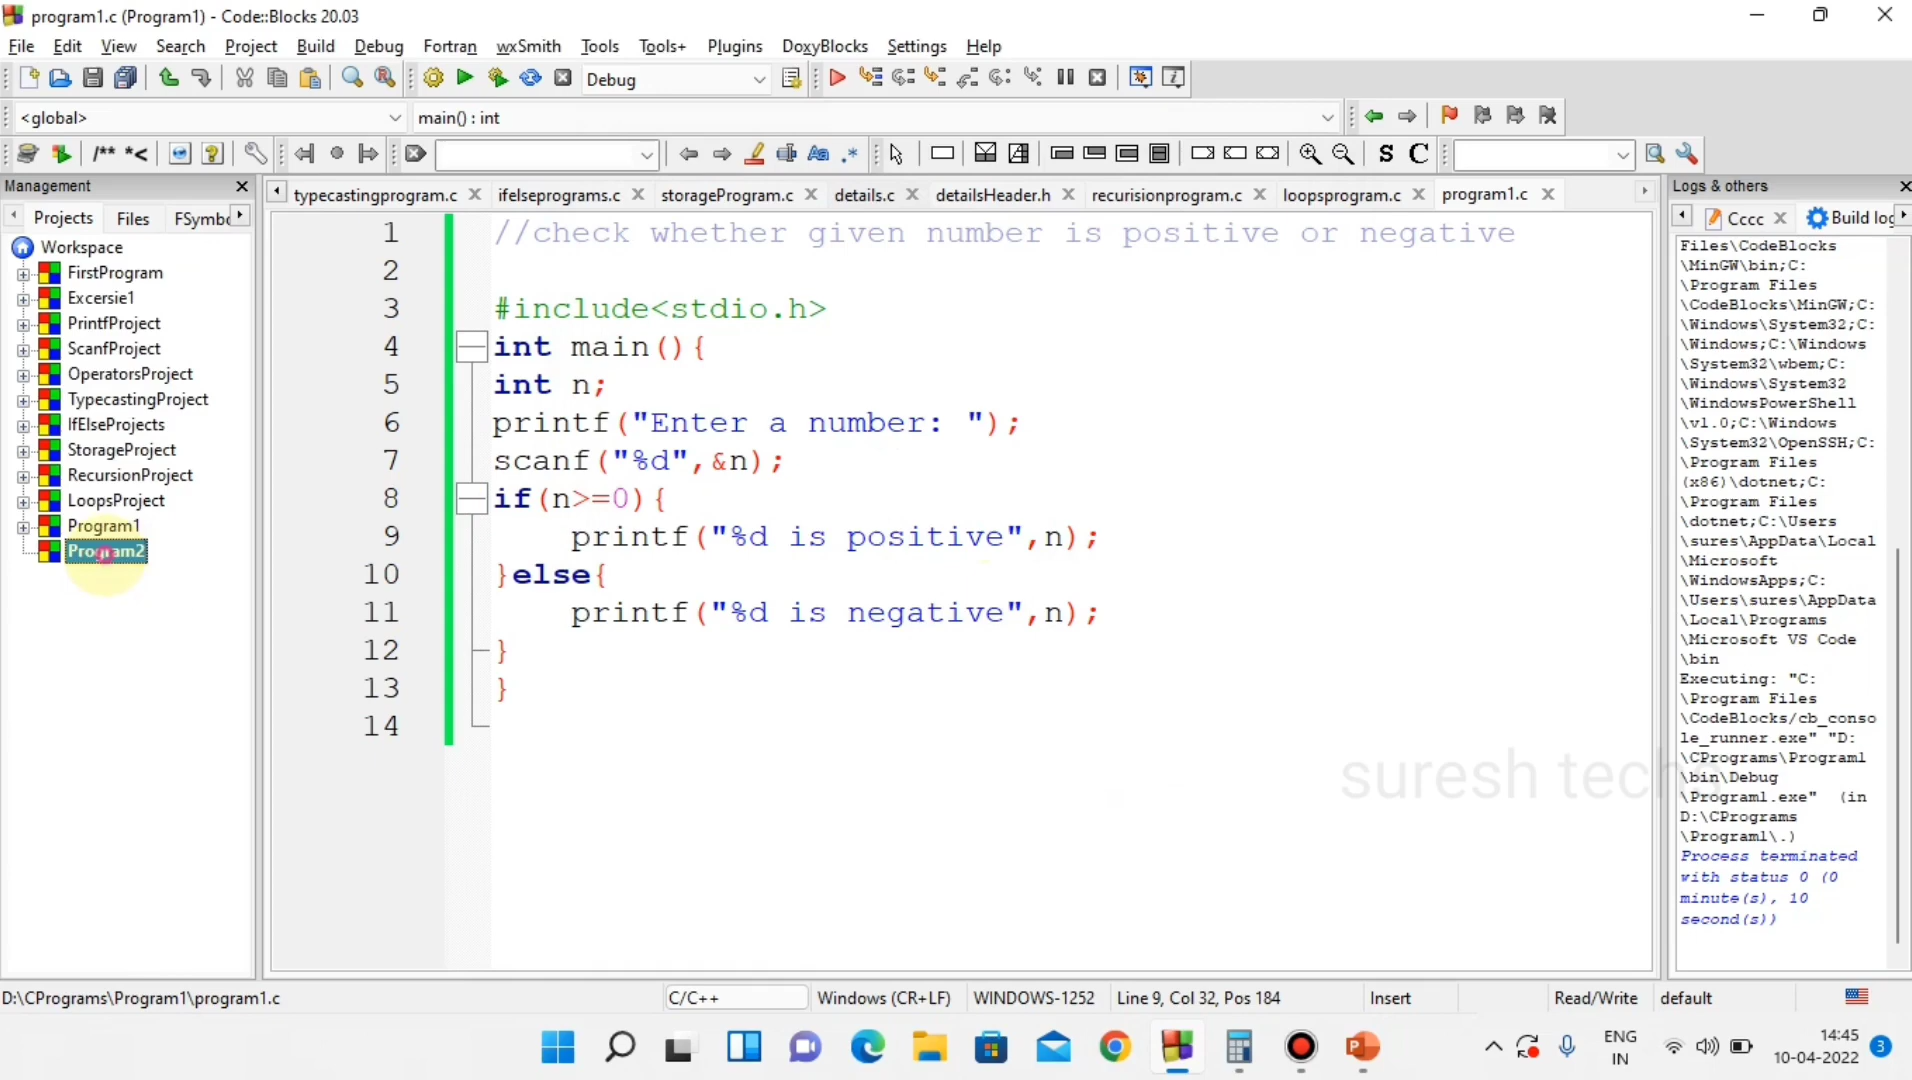 program1.c (Program1) - Code::Blocks 20.03
File Edit View Search Project Build Debug Fortran wxSmith Tools Tools+ Plugins DoxyBlocks Settings Help
Debug
<global> main() : int
/** *< Aa .* S C
Management
Projects Files FSymbo
Workspace
FirstProgram
Excersie1
PrintfProject
ScanfProject
OperatorsProject
TypecastingProject
IfElseProjects
StorageProject
RecursionProject
LoopsProject
Program1
Program2
typecastingprogram.c ifelseprograms.c storageProgram.c details.c detailsHeader.h recurisionprogram.c loopsprogram.c program1.c
1 //check whether given number is positive or negative
2
3 #include<stdio.h>
4 int main(){
5 int n;
6 printf("Enter a number: ");
7 scanf("%d",&n);
8 if(n>=0){
9 printf("%d is positive",n);
10 }else{
11 printf("%d is negative",n);
12 }
13 }
14
suresh techs
Logs & others
Cccc Build log
Files\CodeBlocks
\MinGW\bin;C:
\Program Files
\CodeBlocks\MinGW;C:
\Windows\System32;C:
\Windows;C:\Windows
\System32\wbem;C:
\Windows\System32
\WindowsPowerShell
\v1.0;C:\Windows
\System32\OpenSSH;C:
\Program Files
(x86)\dotnet;C:
\Program Files
\dotnet;C:\Users
\sures\AppData\Local
\Microsoft
\WindowsApps;C:
\Users\sures\AppData
\Local\Programs
\Microsoft VS Code
\bin
Executing: "C:
\Program Files
\CodeBlocks/cb_conso
le_runner.exe" "D:
\CPrograms\Program1
\bin\Debug
\Program1.exe" (in
D:\CPrograms
\Program1\.)
Process terminated
with status 0 (0
minute(s), 10
second(s))
D:\CPrograms\Program1\program1.c C/C++ Windows (CR+LF) WINDOWS-1252 Line 9, Col 32, Pos 184 Insert Read/Write default
ENG
IN
14:45
10-04-2022
3